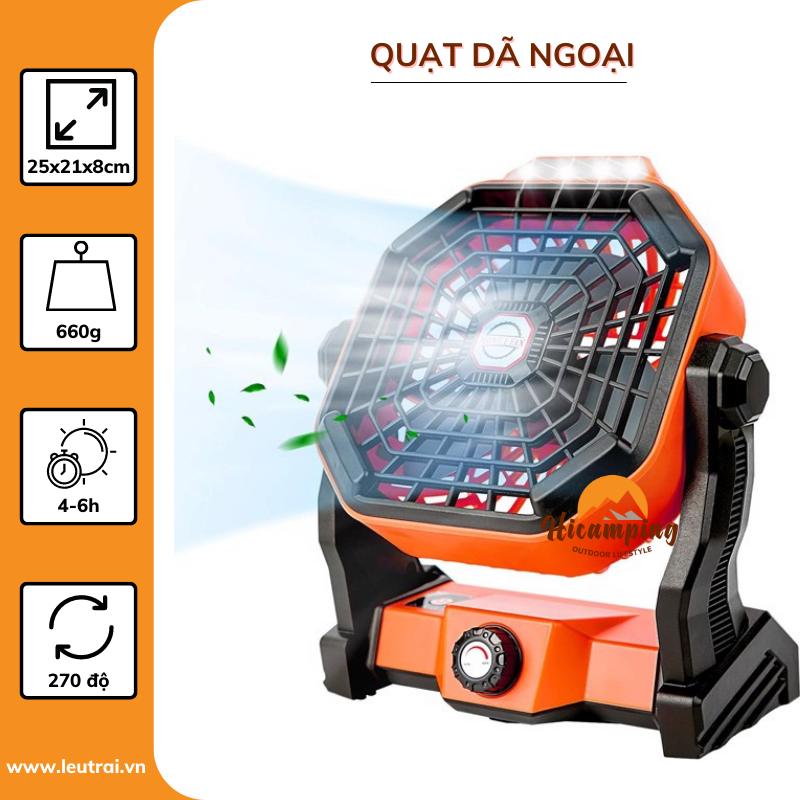 QUẠT DÃ NGOẠI
25x21x8cm
660g
4-6h
270 độ
Hicamping
OUTDOOR LIFESTYLE
www.leutrai.vn